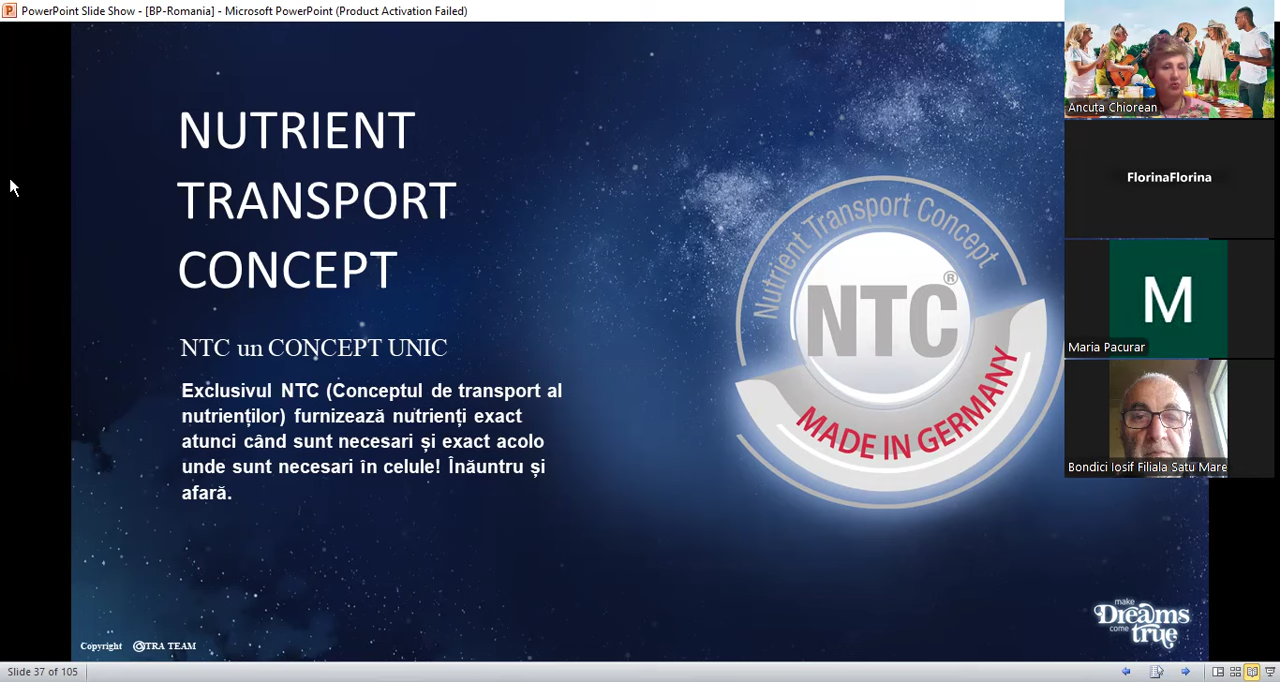 PowerPoint Slide Show - [BP-Romania] - Microsoft PowerPoint (Product Activation Failed)
NUTRIENT
TRANSPORT
CONCEPT
NTC un CONCEPT UNIC
Exclusivul NTC (Conceptul de transport al
nutrienților) furnizează nutrienți exact
atunci când sunt necesari și exact acolo
unde sunt necesari în celule! Înăuntru și
afară.
Nutrient Transport Concept
NTC®
MADE IN GERMANY
Ancuța Chiorean
FlorinaFlorina
M
Maria Pacurar
Bondici Iosif Filiala Satu Mare
make
Dreams
come
true
Copyright ©TRA TEAM
Slide 37 of 105